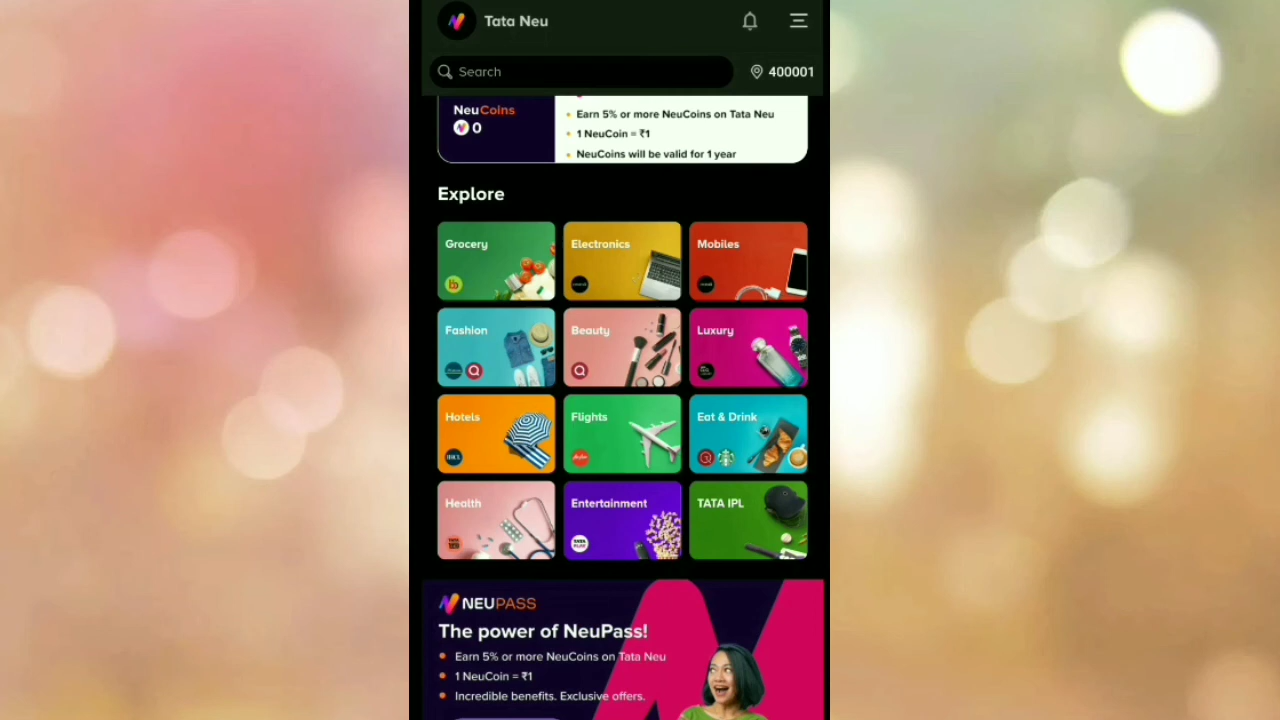 Tata Neu
Search
400001
NeuCoins
0
Earn 5% or more NeuCoins on Tata Neu
1 NeuCoin = ₹1
NeuCoins will be valid for 1 year
Explore
Grocery
Electronics
Mobiles
Fashion
Beauty
Luxury
Hotels
Flights
Eat & Drink
Health
Entertainment
TATA IPL
NEUPASS
The power of NeuPass!
Earn 5% or more NeuCoins on Tata Neu
1 NeuCoin = ₹1
Incredible benefits. Exclusive offers.